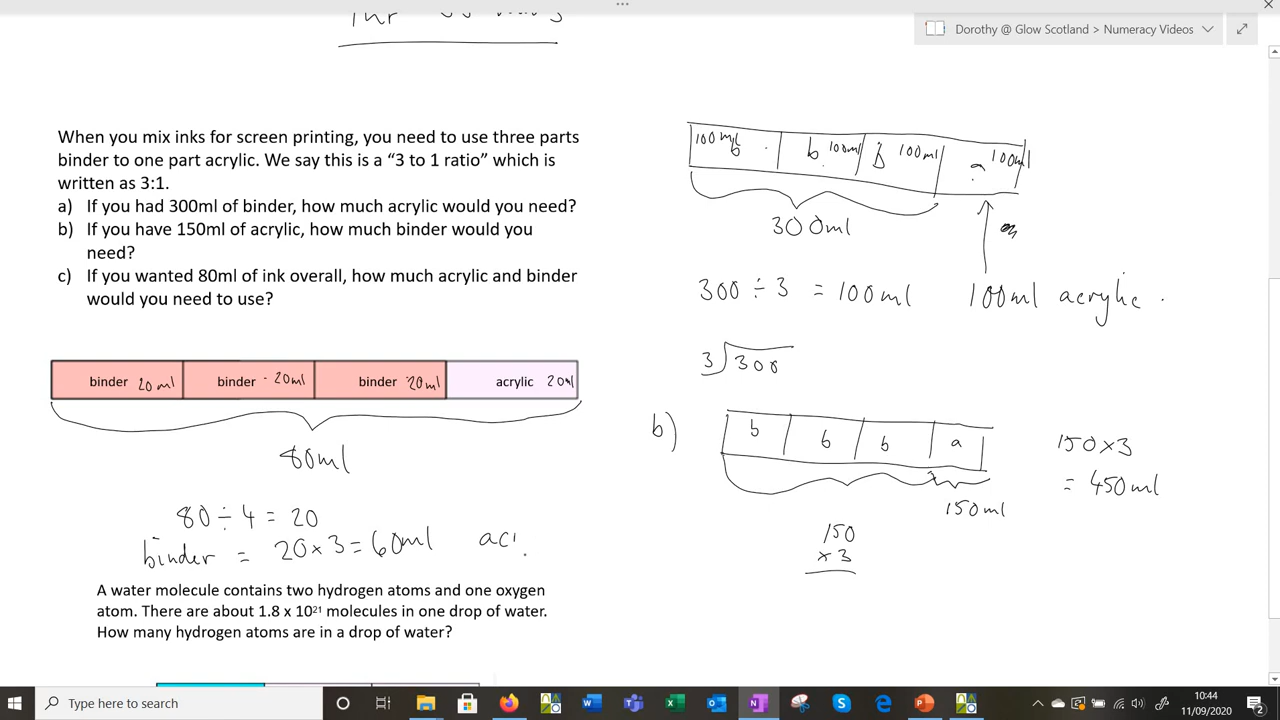 Dorothy @ Glow Scotland > Numeracy Videos
When you mix inks for screen printing, you need to use three parts
binder to one part acrylic. We say this is a “3 to 1 ratio” which is
written as 3:1.
a) If you had 300ml of binder, how much acrylic would you need?
b) If you have 150ml of acrylic, how much binder would you
need?
c) If you wanted 80ml of ink overall, how much acrylic and binder
would you need to use?
binder 20ml binder 20ml binder 20ml acrylic 20ml
80ml
80 ÷ 4 = 20
binder = 20 × 3 = 60ml ac
A water molecule contains two hydrogen atoms and one oxygen
atom. There are about 1.8 x 10²¹ molecules in one drop of water.
How many hydrogen atoms are in a drop of water?
100ml b b 100ml b 100ml a 100ml
300ml
300 ÷ 3 = 100ml 100ml acrylic .
3 300
b) b b b a 150×3
= 450ml
150ml
150
×3
Type here to search
10:44
11/09/2020
2